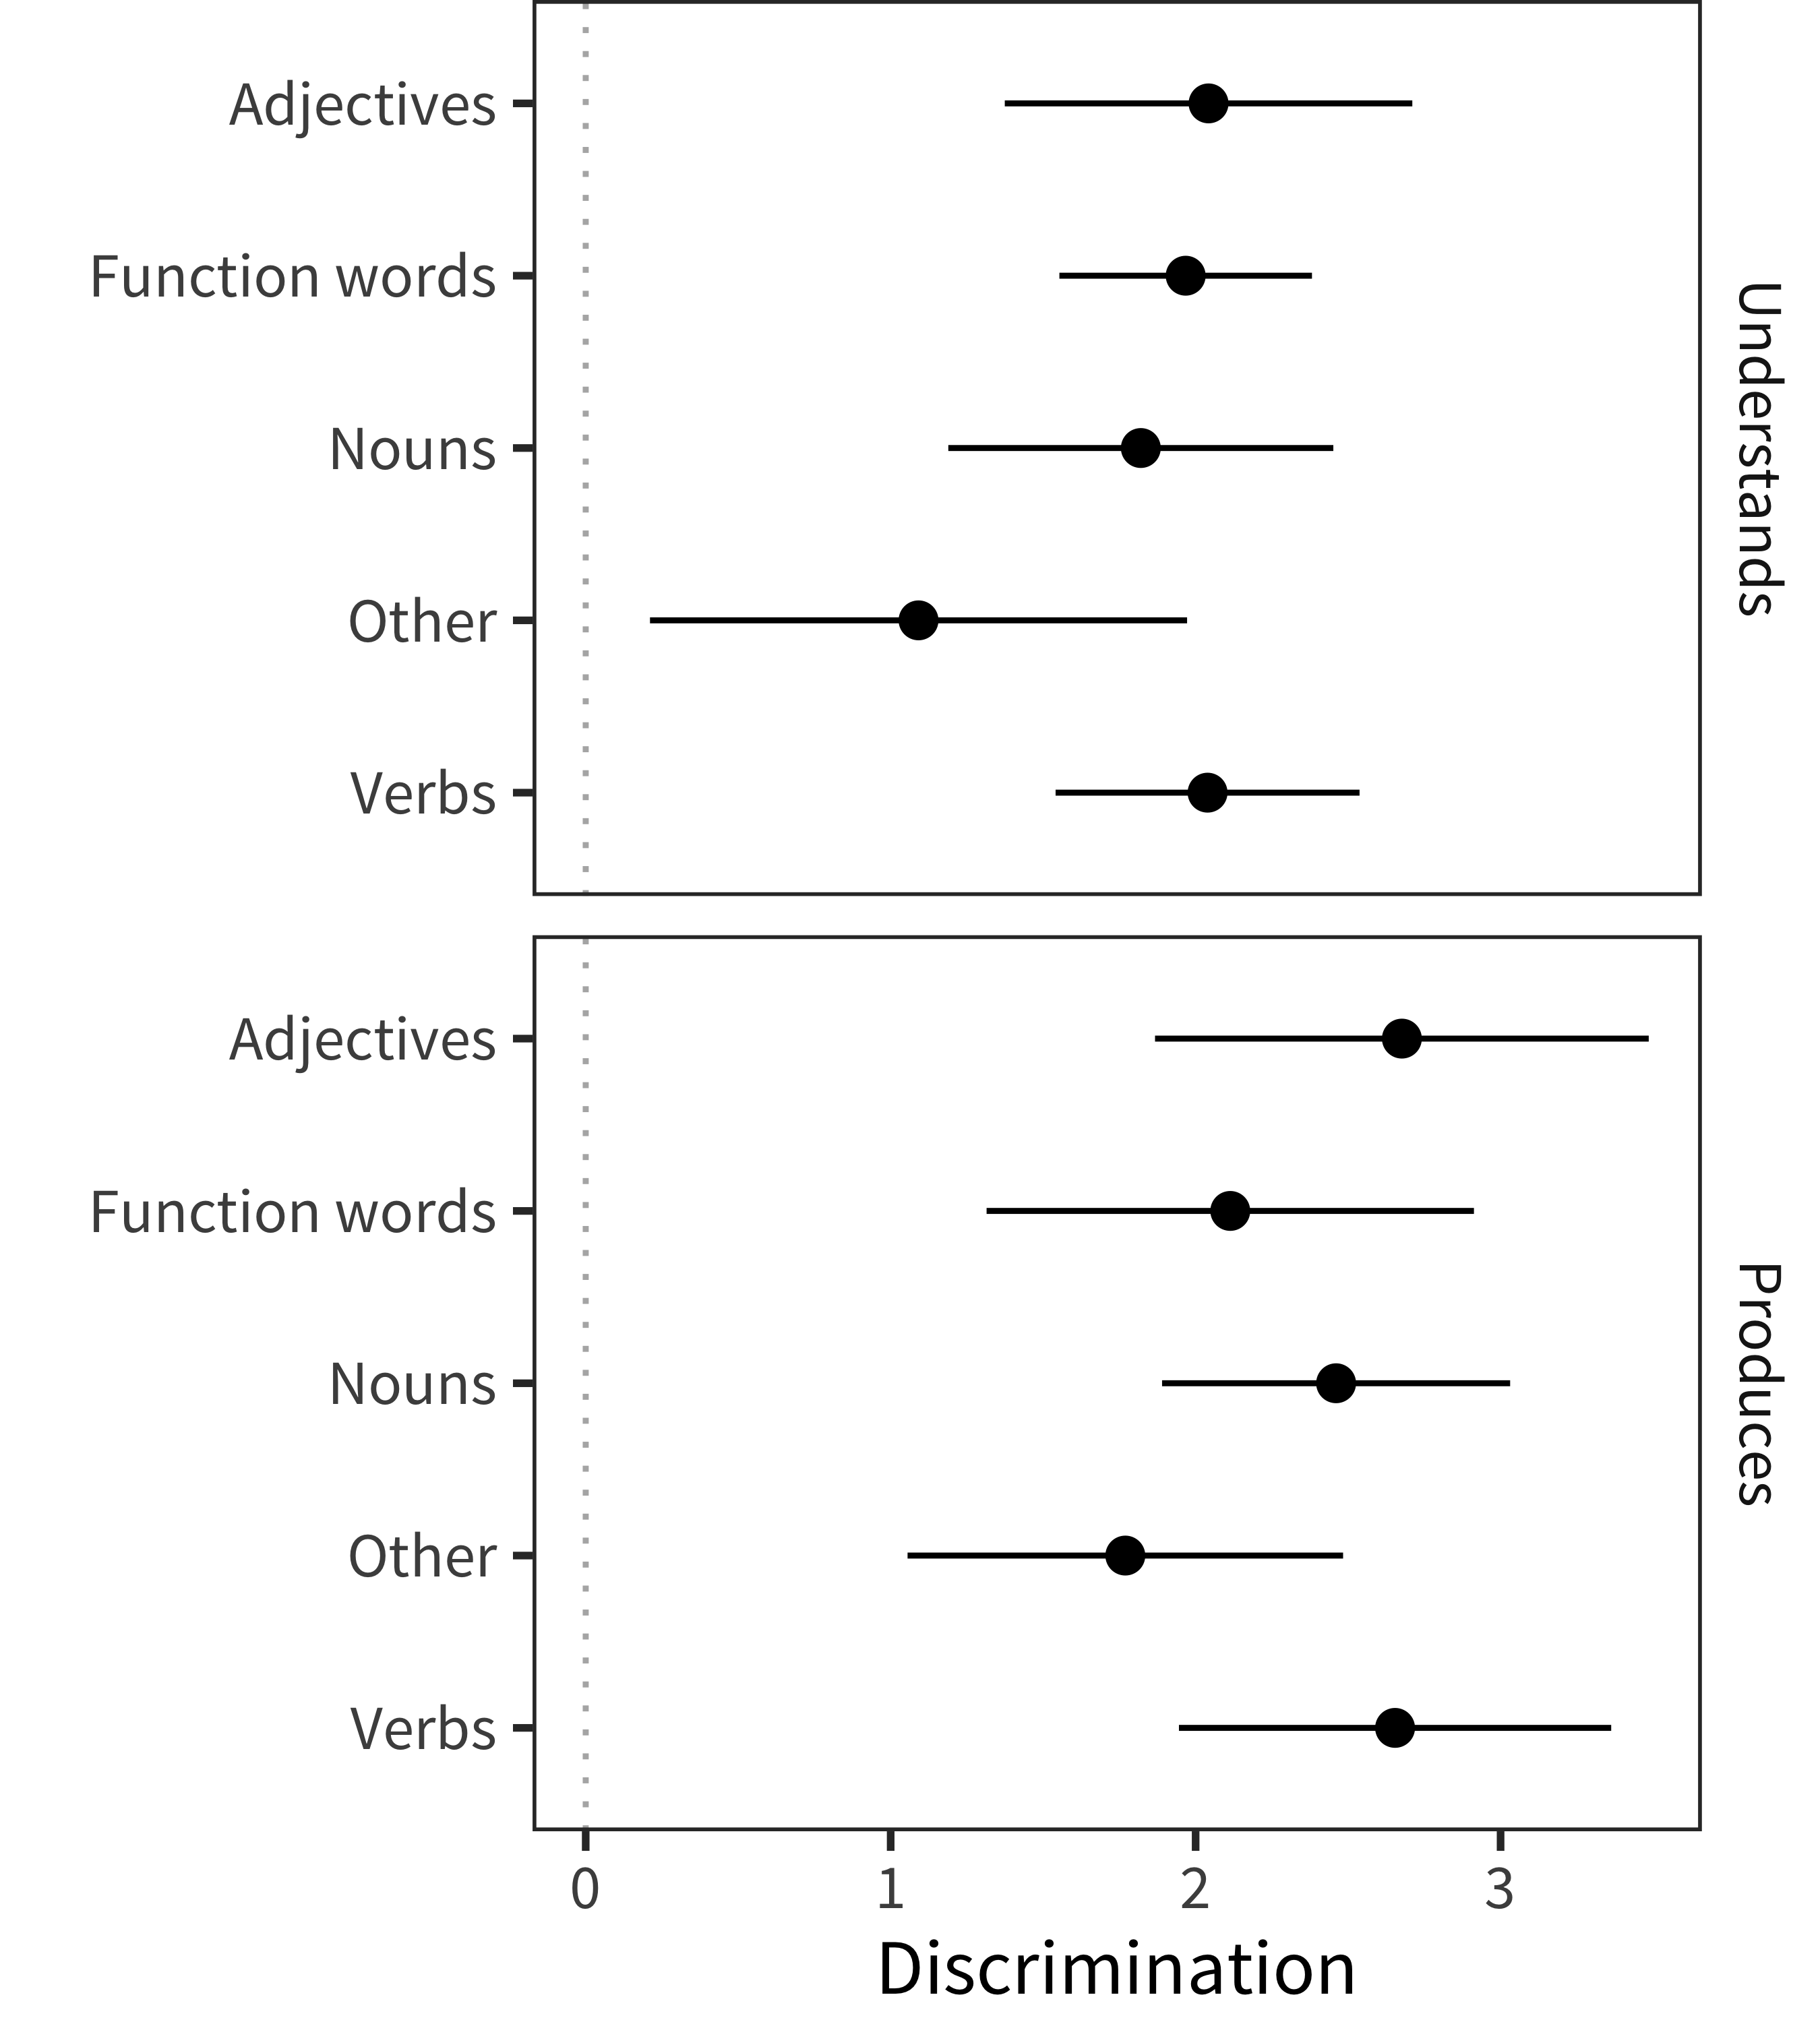 Adjectives
Function words
Nouns
Other
Verbs
Understands
Adjectives
Function words
Nouns
Other
Verbs
Produces
0 1 2 3
Discrimination